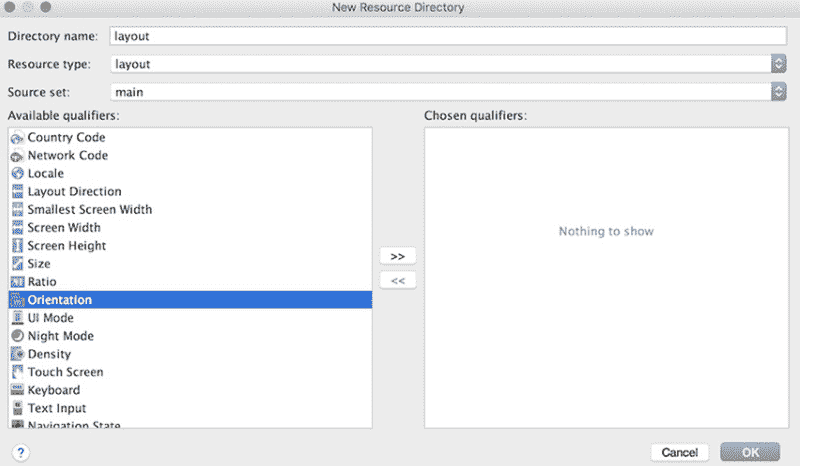 New Resource Directory
Directory name: layout
Resource type: layout
Source set: main
Available qualifiers: Chosen qualifiers:
Country Code
Network Code
Locale
Layout Direction
Smallest Screen Width
Screen Width
Screen Height
Size
Ratio
Orientation
UI Mode
Night Mode
Density
Touch Screen
Keyboard
Text Input
Navigation State
>>
<<
Nothing to show
?
Cancel OK